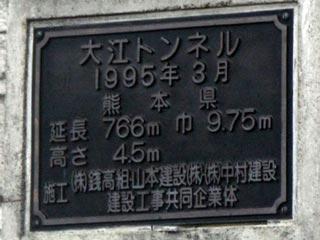 大江トンネル
1995年3月
熊本県
延長 766m 巾 9.75m
高さ 4.5m
施工 (株)銭高組・山本建設(株)・(株)中村建設
建設工事共同企業体